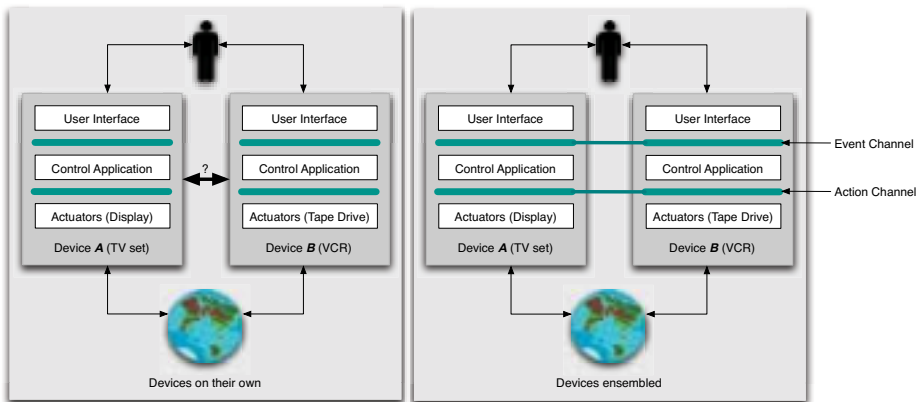 User Interface
Control Application
Actuators (Display)
Device A (TV set)
?
User Interface
Control Application
Actuators (Tape Drive)
Device B (VCR)
Devices on their own
User Interface
Control Application
Actuators (Display)
Device A (TV set)
User Interface
Control Application
Actuators (Tape Drive)
Device B (VCR)
Devices ensembled
Event Channel
Action Channel